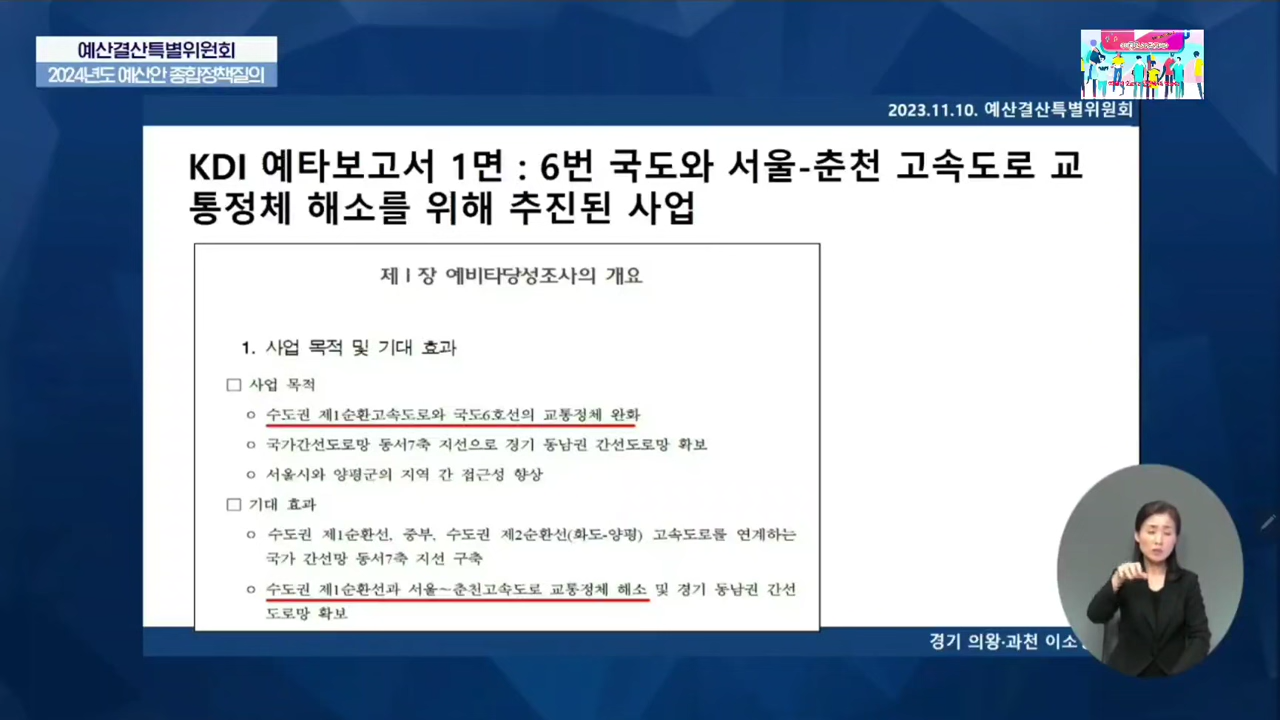 예산결산특별위원회
2024년도 예산안 종합정책질의
2023.11.10. 예산결산특별위원회
KDI 예타보고서 1면 : 6번 국도와 서울-춘천 고속도로 교
통정체 해소를 위해 추진된 사업
제 I 장 예비타당성조사의 개요
1. 사업 목적 및 기대 효과
□ 사업 목적
○ 수도권 제1순환고속도로와 국도6호선의 교통정체 완화
○ 국가간선도로망 동서7축 지선으로 경기 동남권 간선도로망 확보
○ 서울시와 양평군의 지역 간 접근성 향상
□ 기대 효과
○ 수도권 제1순환선, 중부, 수도권 제2순환선(화도-양평) 고속도로를 연계하는
국가 간선망 동서7축 지선 구축
○ 수도권 제1순환선과 서울~춘천고속도로 교통정체 해소 및 경기 동남권 간선
도로망 확보
경기 의왕·과천 이소